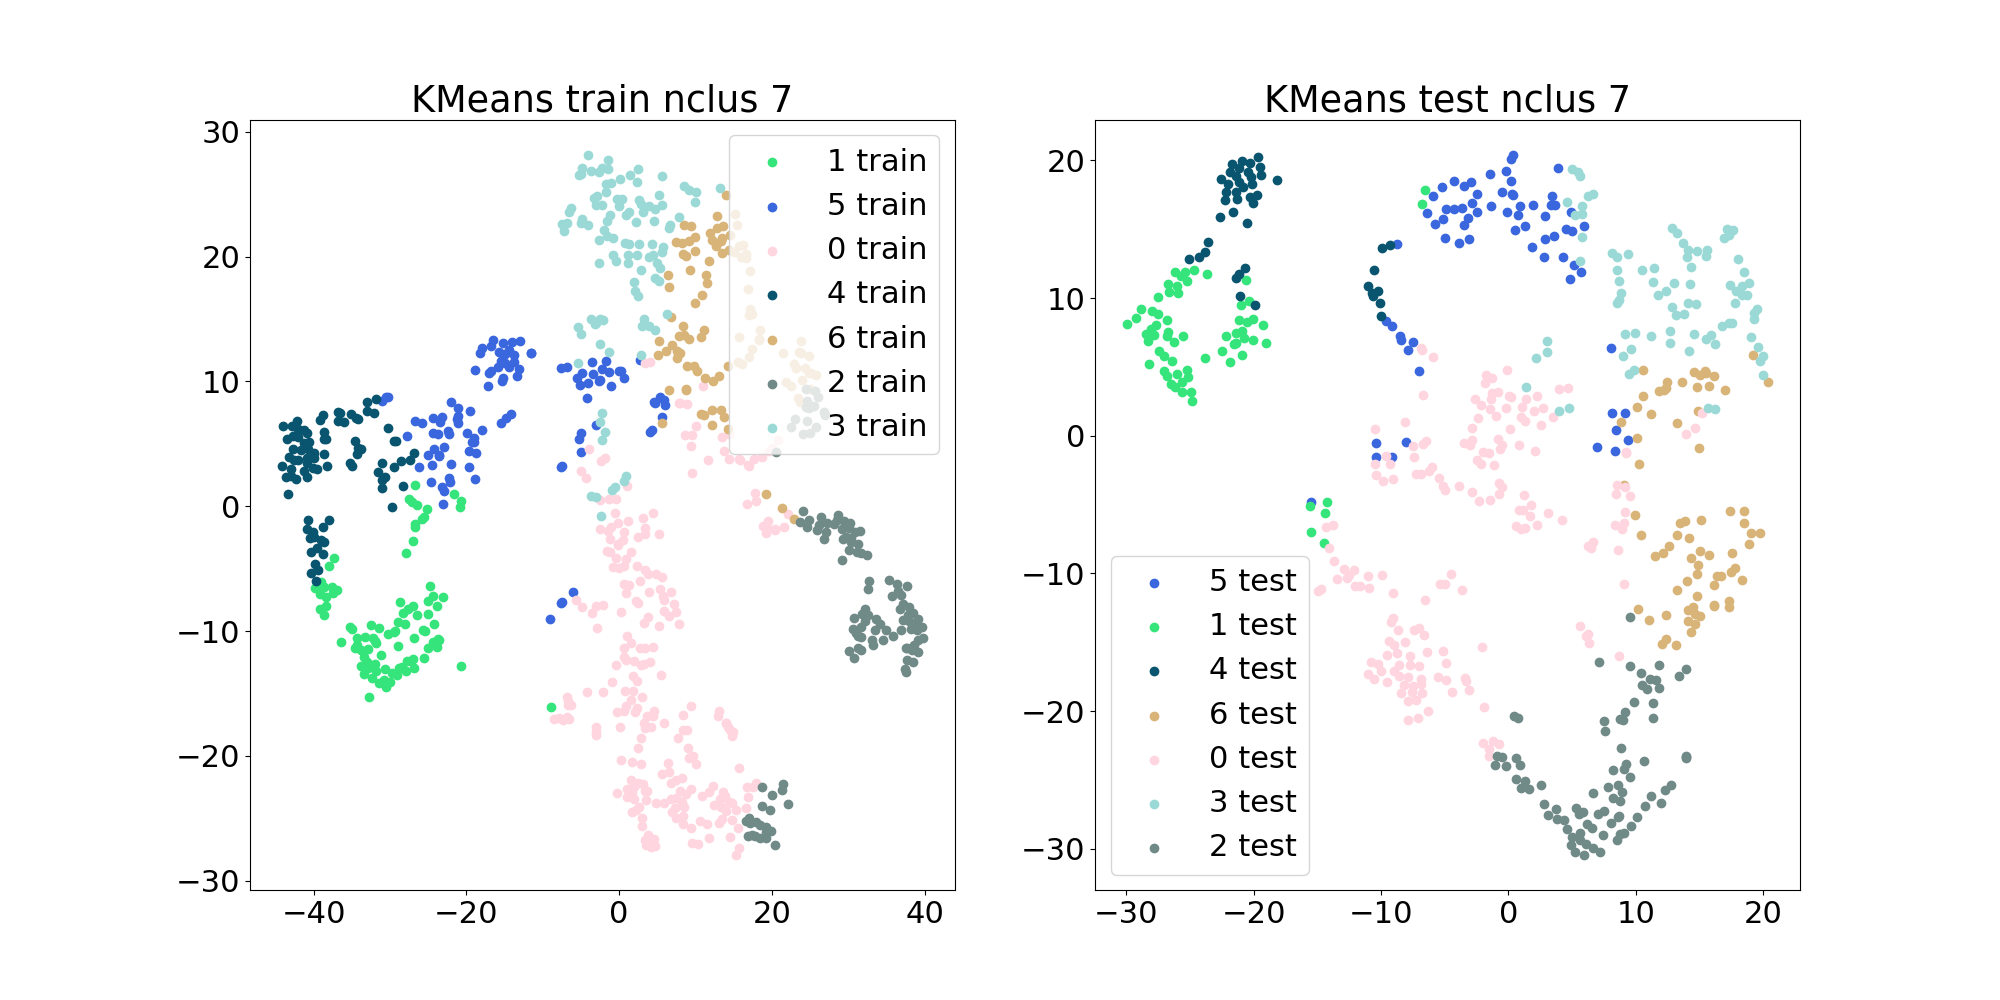 KMeans train nclus 7
30
20
10
0
−10
−20
−30
−40
−20
0
20
40
1 train
5 train
0 train
4 train
6 train
2 train
3 train
KMeans test nclus 7
20
10
0
−10
−20
−30
−30
−20
−10
0
10
20
5 test
1 test
4 test
6 test
0 test
3 test
2 test